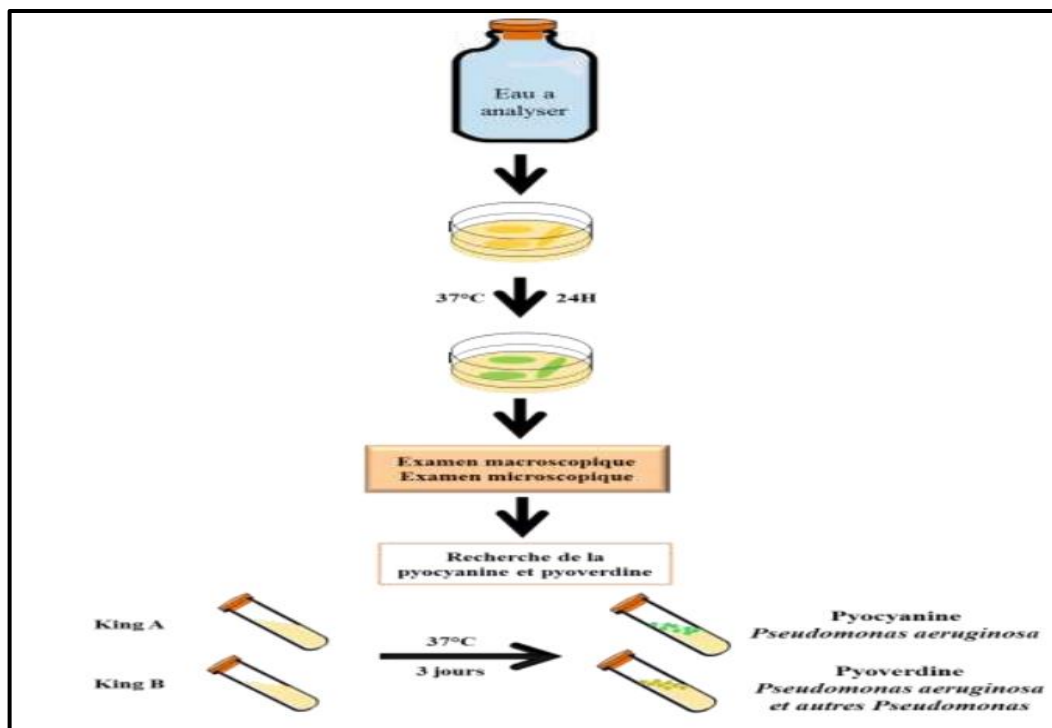 Eau a
analyser
37°C 24H
Examen macroscopique
Examen microscopique
Recherche de la
pyocyanine et pyoverdine
King A
King B
37°C
3 jours
Pyocyanine
Pseudomonas aeruginosa
Pyoverdine
Pseudomonas aeruginosa
et autres Pseudomonas